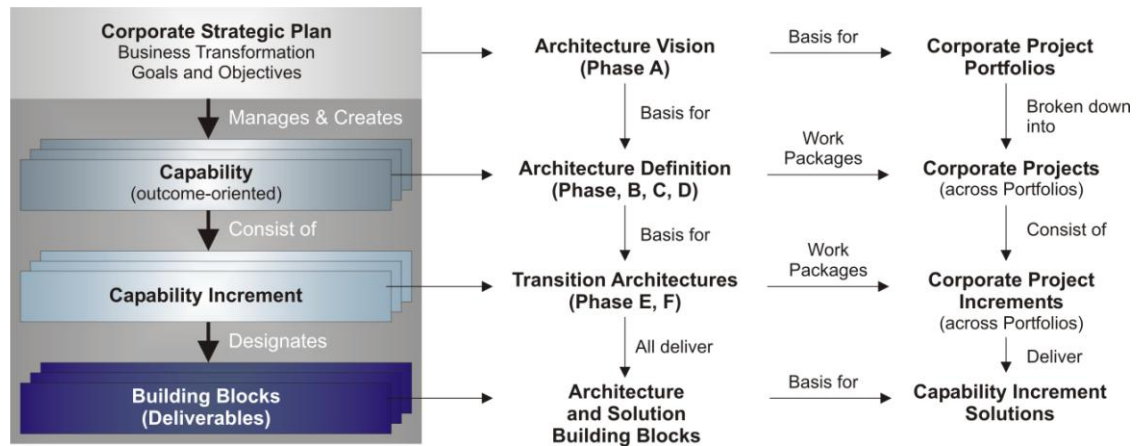 Corporate Strategic Plan
Business Transformation
Goals and Objectives
Manages & Creates
Capability
(outcome-oriented)
Consist of
Capability Increment
Designates
Building Blocks
(Deliverables)
Architecture Vision
(Phase A)
Basis for
Architecture Definition
(Phase, B, C, D)
Basis for
Transition Architectures
(Phase E, F)
All deliver
Architecture
and Solution
Building Blocks
Basis for
Work
Packages
Work
Packages
Basis for
Corporate Project
Portfolios
Broken down
into
Corporate Projects
(across Portfolios)
Consist of
Corporate Project
Increments
(across Portfolios)
Deliver
Capability Increment
Solutions